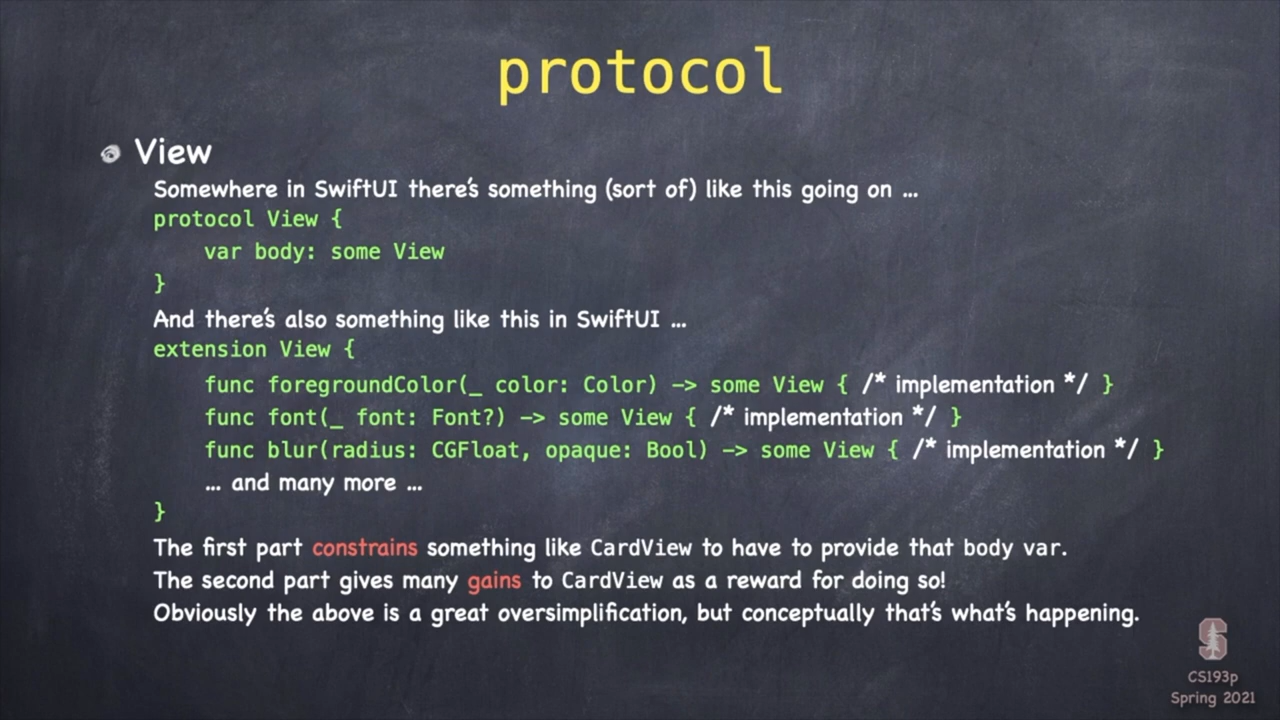 protocol
View
Somewhere in SwiftUI there's something (sort of) like this going on ...
protocol View {
var body: some View
}
And there's also something like this in SwiftUI ...
extension View {
func foregroundColor(_ color: Color) -> some View { /* implementation */ }
func font(_ font: Font?) -> some View { /* implementation */ }
func blur(radius: CGFloat, opaque: Bool) -> some View { /* implementation */ }
... and many more ...
}
The first part constrains something like CardView to have to provide that body var.
The second part gives many gains to CardView as a reward for doing so!
Obviously the above is a great oversimplification, but conceptually that's what's happening.
S
CS193p
Spring 2021